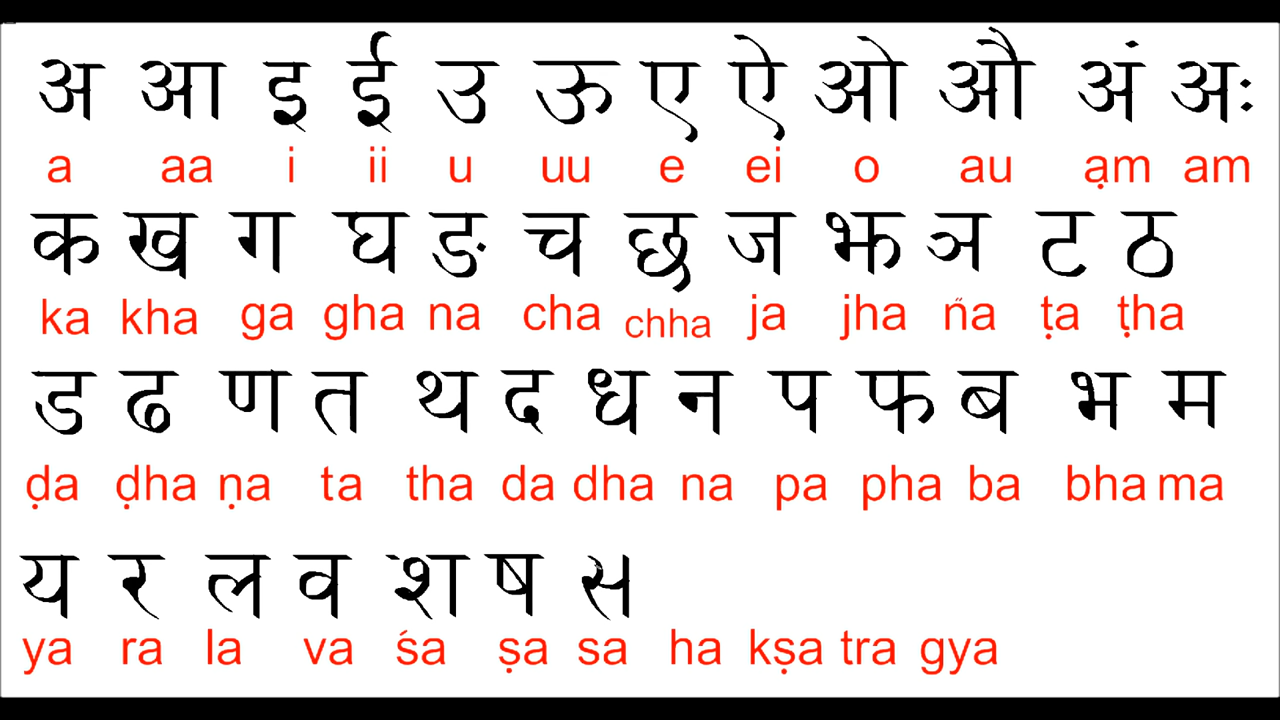 अ आ इ ई उ ऊ ए ऐ ओ औ अं अः
a aa i ii u uu e ei o au ạm am
क ख ग घ ङ च छ ज झ ञ ट ठ
ka kha ga gha na cha chha ja jha n̋a ṭa ṭha
ड ढ ण त थ द ध न प फ ब भ म
ḍa ḍha ṇa ta tha da dha na pa pha ba bha ma
य र ल व श ष स
ya ra la va śa ṣa sa ha kṣa tra gya